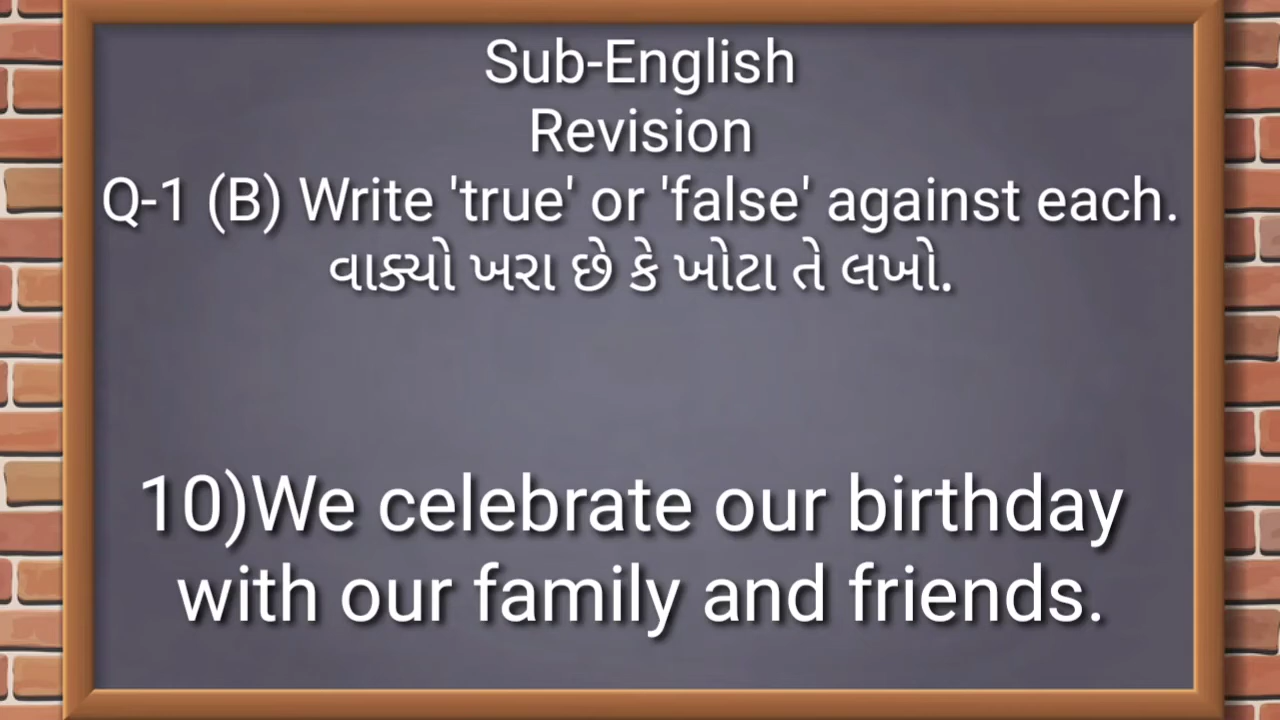 Sub-English
Revision
Q-1 (B) Write 'true' or 'false' against each.
વાક્યો ખરા છે કે ખોટા તે લખો.
10)We celebrate our birthday
with our family and friends.